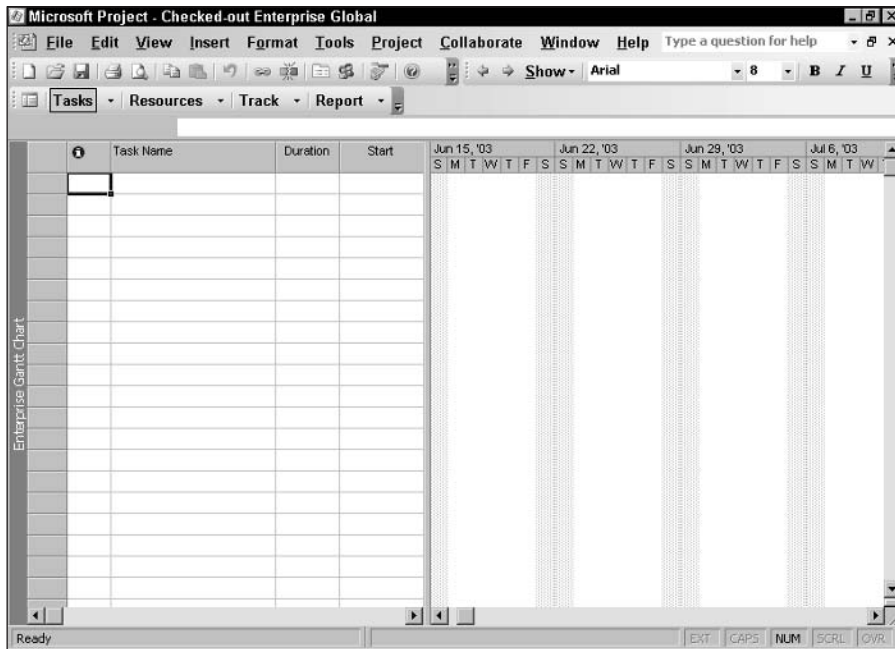 Microsoft Project - Checked-out Enterprise Global
File Edit View Insert Format Tools Project Collaborate Window Help Type a question for help
Show Arial 8 B I U
Tasks Resources Track Report
Task Name Duration Start Jun 15, '03 Jun 22, '03 Jun 29, '03 Jul 6, '03
S M T W T F S S M T W T F S S M T W T F S S M T W
Enterprise Gantt Chart
Ready EXT CAPS NUM SCRL OVR